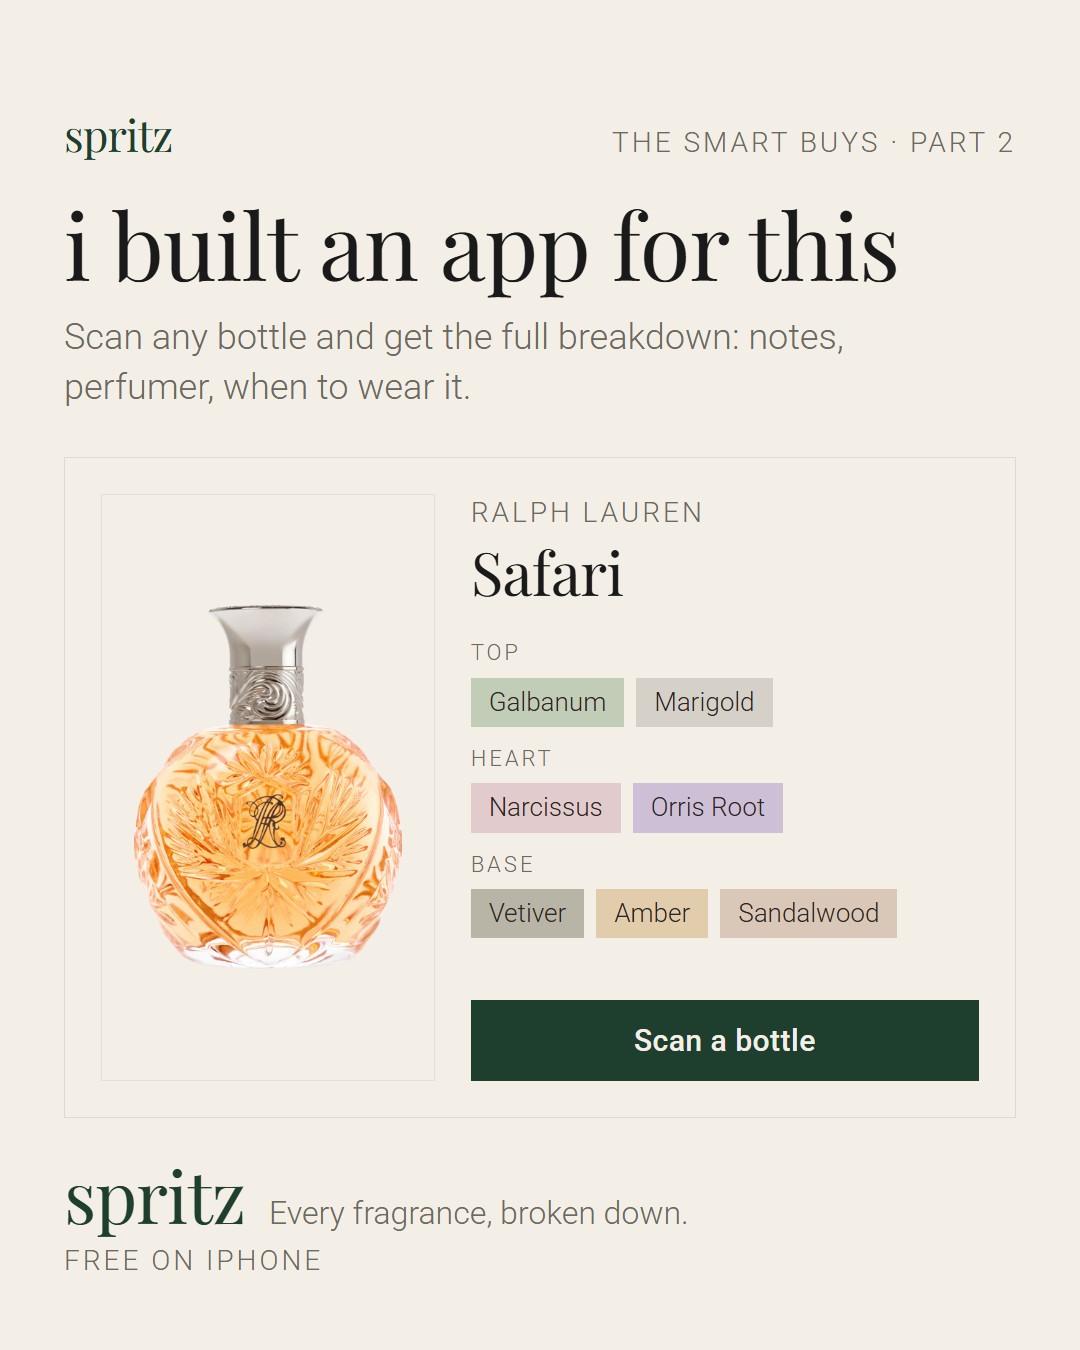 spritz
THE SMART BUYS · PART 2
i built an app for this
Scan any bottle and get the full breakdown: notes,
perfumer, when to wear it.
RALPH LAUREN
Safari
TOP
Galbanum Marigold
HEART
Narcissus Orris Root
BASE
Vetiver Amber Sandalwood
Scan a bottle
spritz Every fragrance, broken down.
FREE ON IPHONE